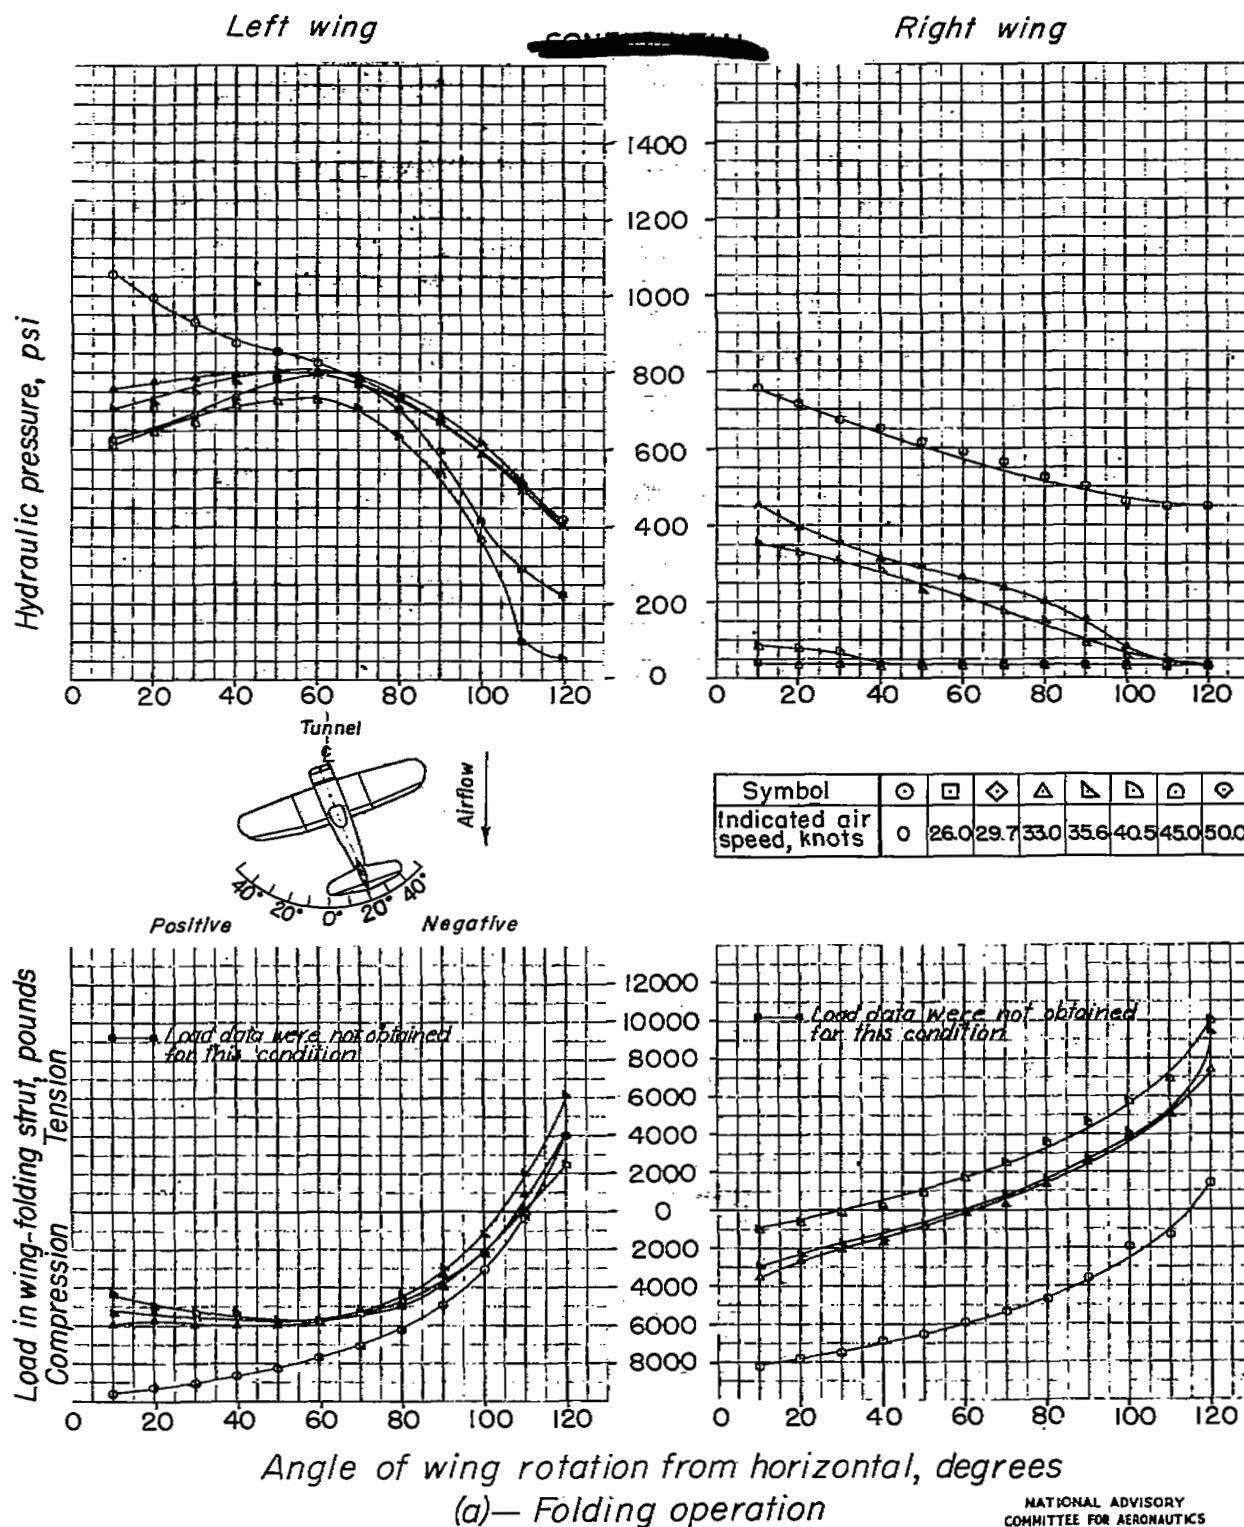 Left wing
Right wing
Hydraulic pressure, psi
1400
1200
1000
800
600
400
200
0
0 20 40 60 80 100 120
0 20 40 60 80 100 120
Tunnel
℄
Airflow
40° 20° 0° 20° 40°
Positive Negative
Symbol
Indicated air speed, knots 0 26.0 29.7 33.0 35.6 40.5 45.0 50.0
Load in wing-folding strut, pounds
Compression Tension
12000
10000
8000
6000
4000
2000
0
2000
4000
6000
8000
Load data were not obtained
for this condition
Load data were not obtained
for this condition
0 20 40 60 80 100 120
0 20 40 60 80 100 120
Angle of wing rotation from horizontal, degrees
(a)— Folding operation
NATIONAL ADVISORY
COMMITTEE FOR AERONAUTICS